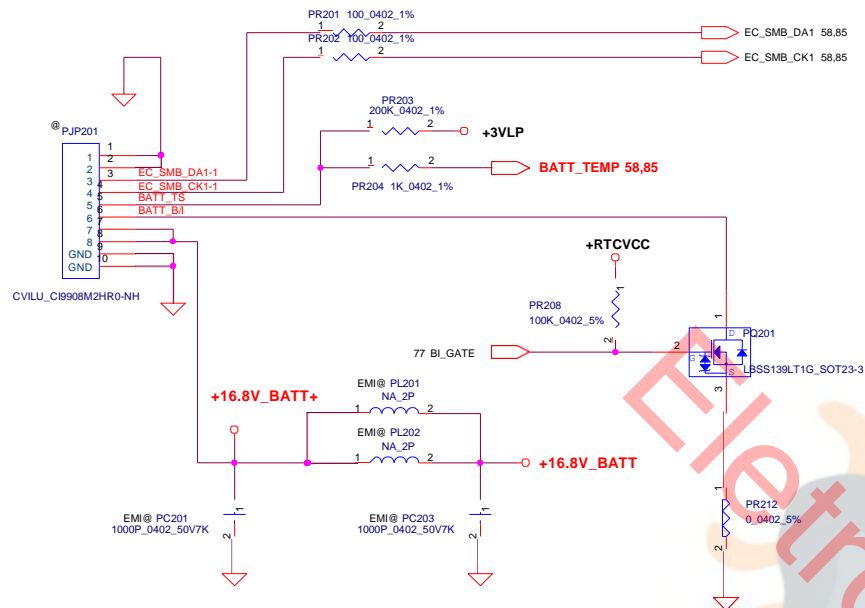 PR201 100_0402_1%
1 2
EC_SMB_DA1 58,85
PR202 100_0402_1%
1 2
EC_SMB_CK1 58,85
PR203
200K_0402_1%
1 2
+3VLP
1 2
BATT_TEMP 58,85
PR204 1K_0402_1%
@
PJP201
1 1
2 2
3 3 EC_SMB_DA1-1
4 4 EC_SMB_CK1-1
5 5 BATT_TS
6 6 BATT_B/I
7 7
8 8
GND 9
GND 10
CVILU_CI9908M2HR0-NH
+RTCVCC
1
PR208
100K_0402_5%
2
77 BI_GATE
2
1
D
PQ201
G
S
LBSS139LT1G_SOT23-3
3
+16.8V_BATT+
EMI@ PL201
NA_2P
1 2
EMI@ PL202
NA_2P
1 2
+16.8V_BATT
1
EMI@ PC201
1000P_0402_50V7K
2
1
EMI@ PC203
1000P_0402_50V7K
2
1
PR212
0_0402_5%
2
Eletro